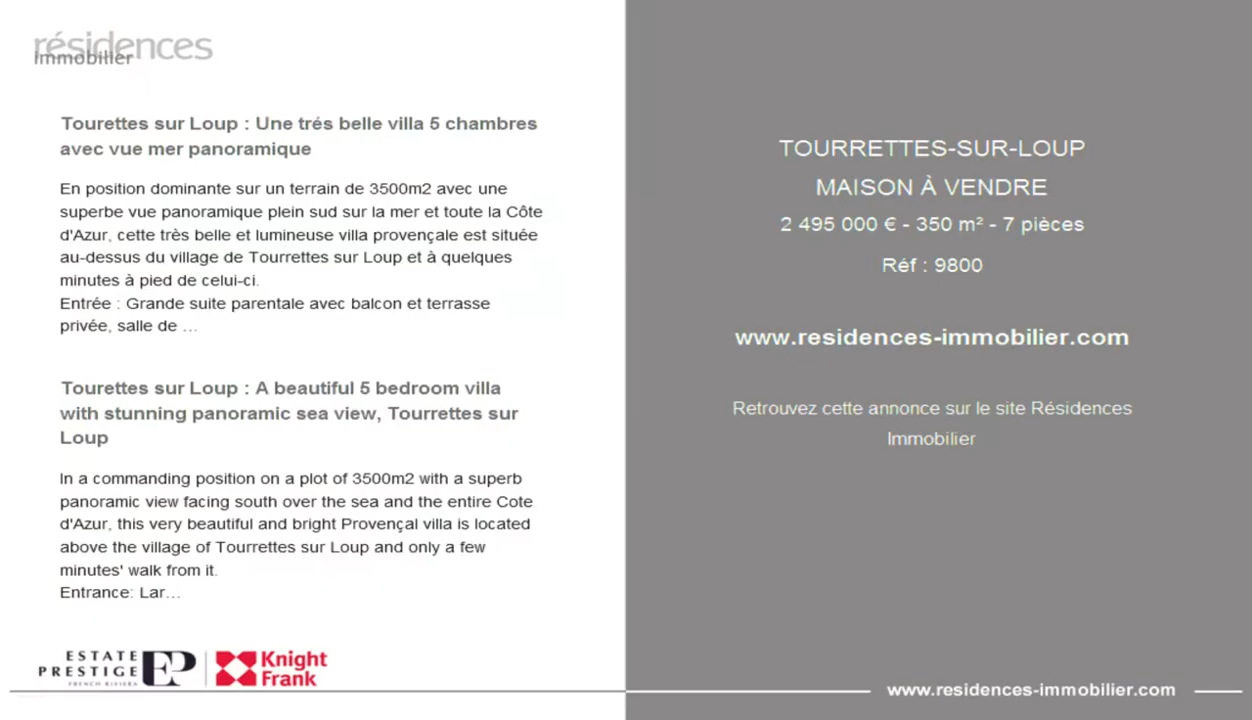 résidences
immobilier
Tourettes sur Loup : Une trés belle villa 5 chambres
avec vue mer panoramique
En position dominante sur un terrain de 3500m2 avec une
superbe vue panoramique plein sud sur la mer et toute la Côte
d'Azur, cette très belle et lumineuse villa provençale est située
au-dessus du village de Tourrettes sur Loup et à quelques
minutes à pied de celui-ci.
Entrée : Grande suite parentale avec balcon et terrasse
privée, salle de ...
Tourettes sur Loup : A beautiful 5 bedroom villa
with stunning panoramic sea view, Tourrettes sur
Loup
In a commanding position on a plot of 3500m2 with a superb
panoramic view facing south over the sea and the entire Cote
d'Azur, this very beautiful and bright Provençal villa is located
above the village of Tourrettes sur Loup and only a few
minutes' walk from it.
Entrance: Lar...
ESTATE
PRESTIGE
FRENCH RIVIERA
EP
Knight
Frank
TOURRETTES-SUR-LOUP
MAISON À VENDRE
2 495 000 € - 350 m² - 7 pièces
Réf : 9800
www.residences-immobilier.com
Retrouvez cette annonce sur le site Résidences
Immobilier
www.residences-immobilier.com